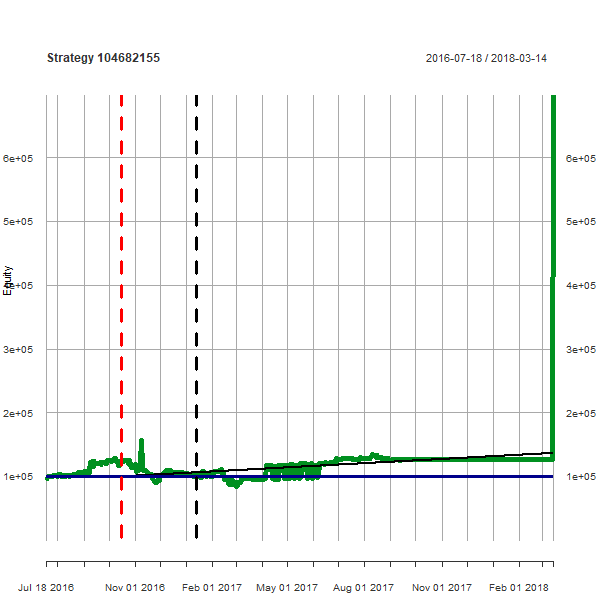 Strategy 104682155
2016-07-18 / 2018-03-14
6e+05
6e+05
5e+05
5e+05
Equity
4e+05
4e+05
3e+05
3e+05
2e+05
2e+05
1e+05
1e+05
Jul 18 2016
Nov 01 2016
Feb 01 2017
May 01 2017
Aug 01 2017
Nov 01 2017
Feb 01 2018